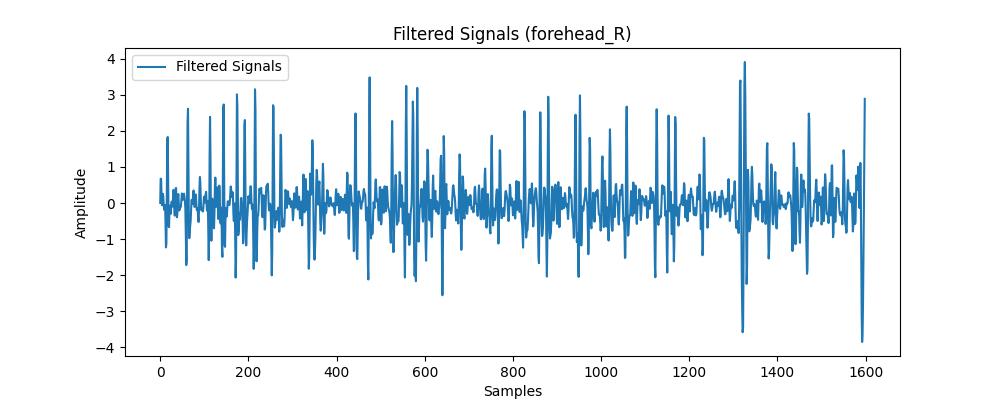 Filtered Signals (forehead_R)
Filtered Signals
Amplitude
4
3
2
1
0
−1
−2
−3
−4
0 200 400 600 800 1000 1200 1400 1600
Samples